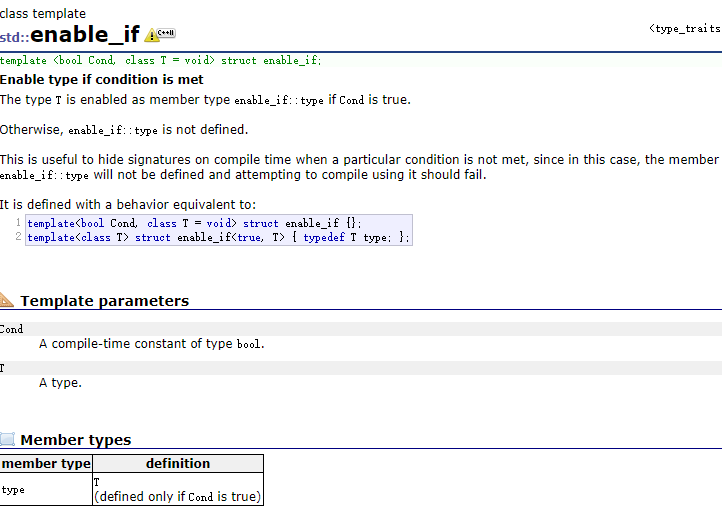 class template
std::enable_if C++11
<type_traits
template <bool Cond, class T = void> struct enable_if;
Enable type if condition is met
The type T is enabled as member type enable_if::type if Cond is true.
Otherwise, enable_if::type is not defined.
This is useful to hide signatures on compile time when a particular condition is not met, since in this case, the member
enable_if::type will not be defined and attempting to compile using it should fail.
It is defined with a behavior equivalent to:
1 template<bool Cond, class T = void> struct enable_if {};
2 template<class T> struct enable_if<true, T> { typedef T type; };
Template parameters
Cond
A compile-time constant of type bool.
T
A type.
Member types
member type definition
type T
(defined only if Cond is true)